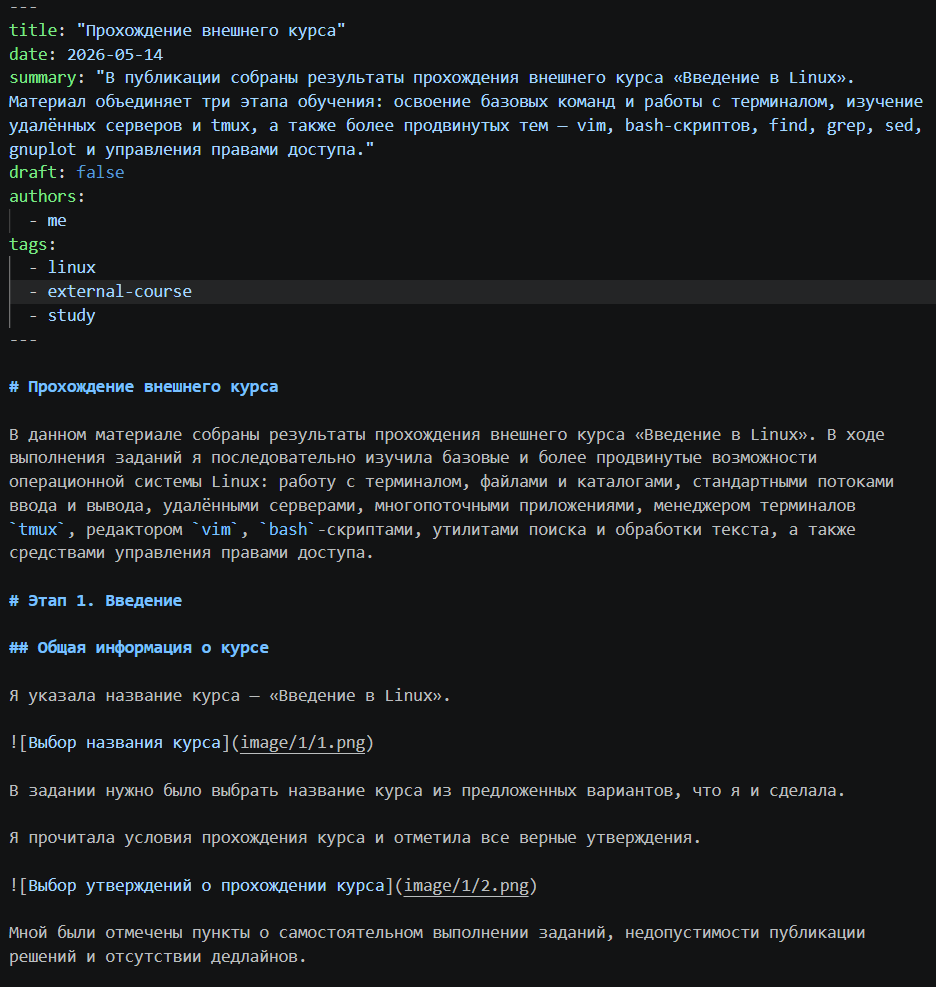 ---
title: "Прохождение внешнего курса"
date: 2026-05-14
summary: "В публикации собраны результаты прохождения внешнего курса «Введение в Linux».
Материал объединяет три этапа обучения: освоение базовых команд и работы с терминалом, изучение
удалённых серверов и tmux, а также более продвинутых тем — vim, bash-скриптов, find, grep, sed,
gnuplot и управления правами доступа."
draft: false
authors:
  - me
tags:
  - linux
  - external-course
  - study
---
# Прохождение внешнего курса
В данном материале собраны результаты прохождения внешнего курса «Введение в Linux». В ходе
выполнения заданий я последовательно изучила базовые и более продвинутые возможности
операционной системы Linux: работу с терминалом, файлами и каталогами, стандартными потоками
ввода и вывода, удалёнными серверами, многопоточными приложениями, менеджером терминалов
`tmux`, редактором `vim`, `bash`-скриптами, утилитами поиска и обработки текста, а также
средствами управления правами доступа.
# Этап 1. Введение
## Общая информация о курсе
Я указала название курса — «Введение в Linux».
![Выбор названия курса](image/1/1.png)
В задании нужно было выбрать название курса из предложенных вариантов, что я и сделала.
Я прочитала условия прохождения курса и отметила все верные утверждения.
![Выбор утверждений о прохождении курса](image/1/2.png)
Мной были отмечены пункты о самостоятельном выполнении заданий, недопустимости публикации
решений и отсутствии дедлайнов.